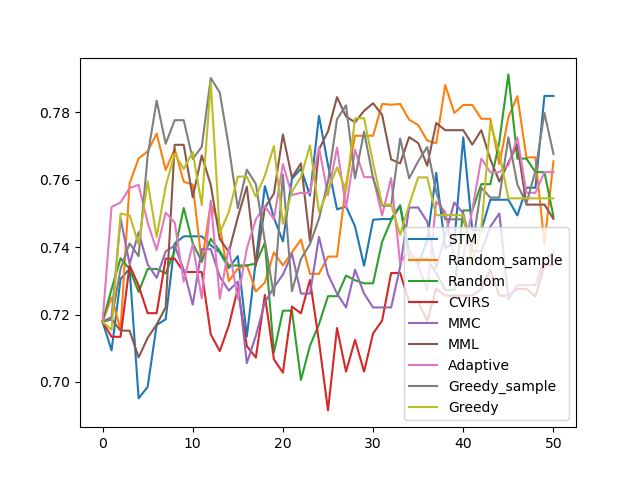 0.78
0.76
0.74
0.72
0.70
0
10
20
30
40
50
STM
Random_sample
Random
CVIRS
MMC
MML
Adaptive
Greedy_sample
Greedy